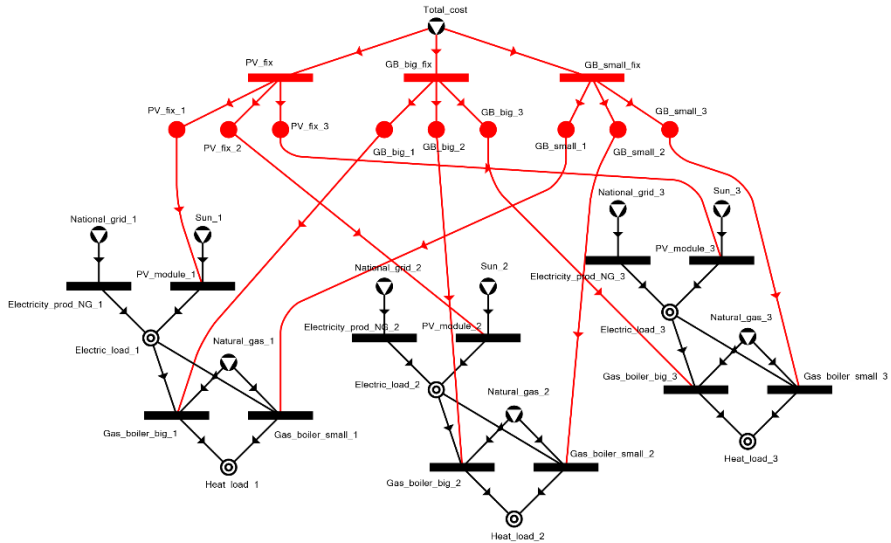 Total_cost
PV_fix
GB_big_fix
GB_small_fix
PV_fix_1
PV_fix_2
PV_fix_3
GB_big_1
GB_big_2
GB_big_3
GB_small_1
GB_small_2
GB_small_3
National_grid_1
Sun_1
National_grid_3
Sun_3
Electricity_prod_NG_1
PV_module_1
National_grid_2
Sun_2
Electricity_prod_NG_3
PV_module_3
Electric_load_1
Natural_gas_1
Electricity_prod_NG_2
PV_module_2
Electric_load_3
Natural_gas_3
Electric_load_2
Natural_gas_2
Gas_boiler_big_3
Gas_boiler_small_3
Gas_boiler_big_1
Gas_boiler_small_1
Gas_boiler_big_2
Gas_boiler_small_2
Heat_load_3
Heat_load_1
Heat_load_2